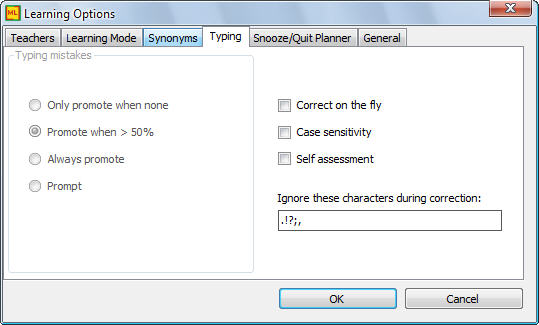 ML Learning Options
Teachers Learning Mode Synonyms Typing Snooze/Quit Planner General
Typing mistakes
Only promote when none
Promote when > 50%
Always promote
Prompt
Correct on the fly
Case sensitivity
Self assessment
Ignore these characters during correction:
.!?;,
OK Cancel